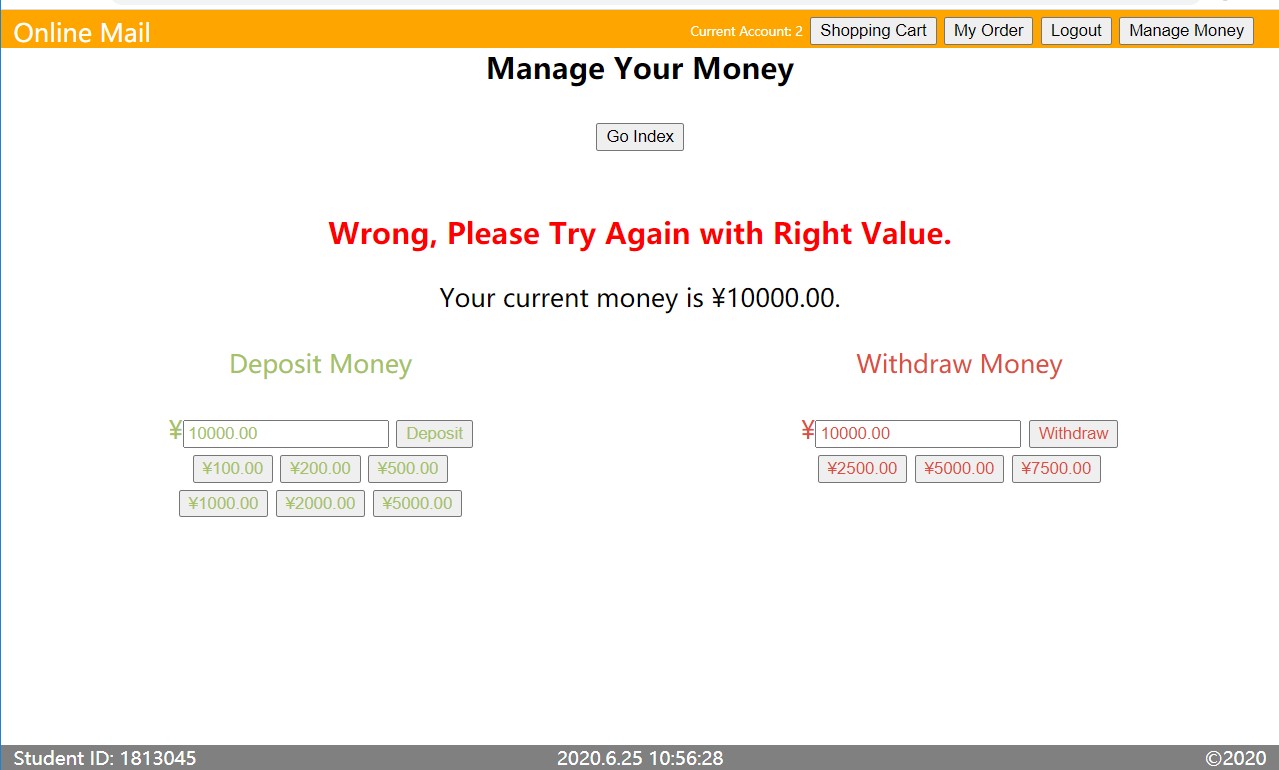 Online Mail
Current Account: 2 Shopping Cart My Order Logout Manage Money
Manage Your Money
Go Index
Wrong, Please Try Again with Right Value.
Your current money is ¥10000.00.
Deposit Money
¥ 10000.00 Deposit
¥100.00 ¥200.00 ¥500.00
¥1000.00 ¥2000.00 ¥5000.00
Withdraw Money
¥ 10000.00 Withdraw
¥2500.00 ¥5000.00 ¥7500.00
Student ID: 1813045
2020.6.25 10:56:28
©2020